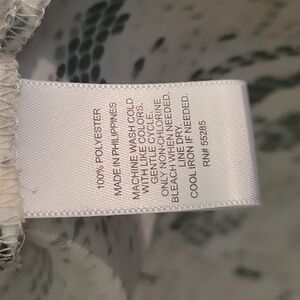 100% POLYESTER
MADE IN PHILIPPINES
MACHINE WASH COLD
WITH LIKE COLORS.
GENTLE CYCLE.
ONLY NON-CHLORINE
BLEACH WHEN NEEDED.
LIKE DRY.
COOL IRON IF NEEDED.
RN# 55285